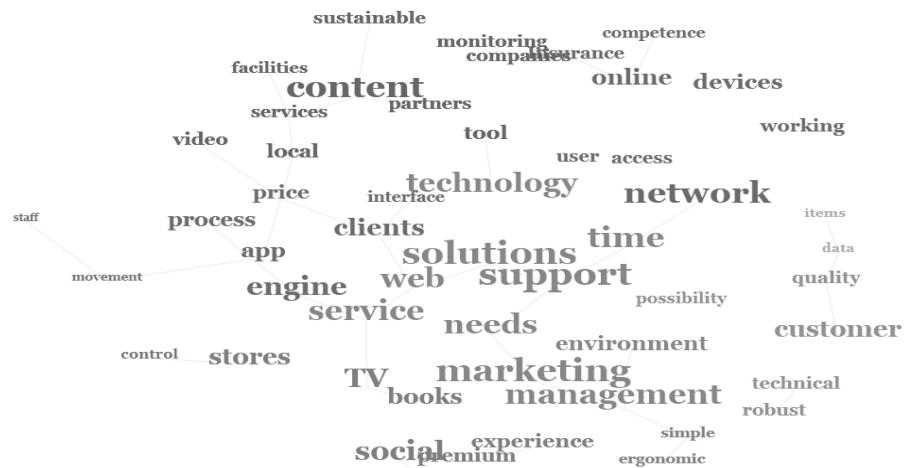 sustainable
competence
monitoring
companies
insurance
facilities
online
devices
content
partners
services
working
tool
video
local
user
access
technology
price
interface
network
staff
process
clients
items
time
app
solutions
data
movement
web
support
quality
engine
possibility
service
needs
customer
environment
control
stores
marketing
TV
technical
books
management
robust
simple
experience
social
premium
ergonomic